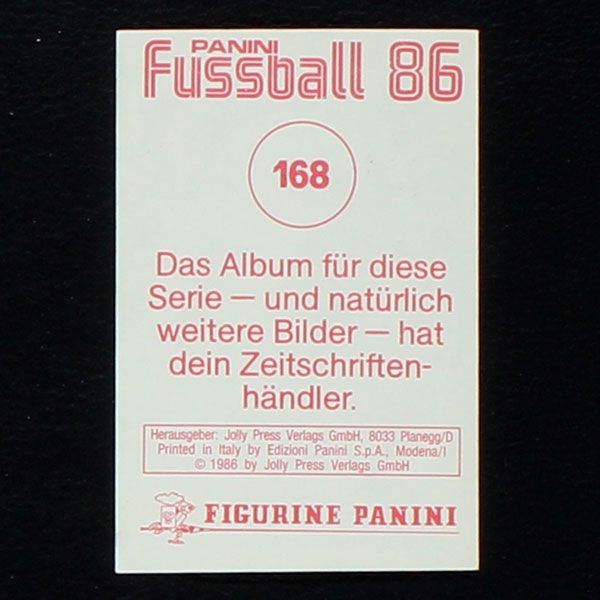 PANINI
Fussball 86
168
Das Album für diese
Serie — und natürlich
weitere Bilder — hat
dein Zeitschriften-
händler.
Herausgeber: Jolly Press Verlags GmbH, 8033 Planegg/D
Printed in Italy by Edizioni Panini S.p.A., Modena/I
© 1986 by Jolly Press Verlags GmbH
FIGURINE PANINI